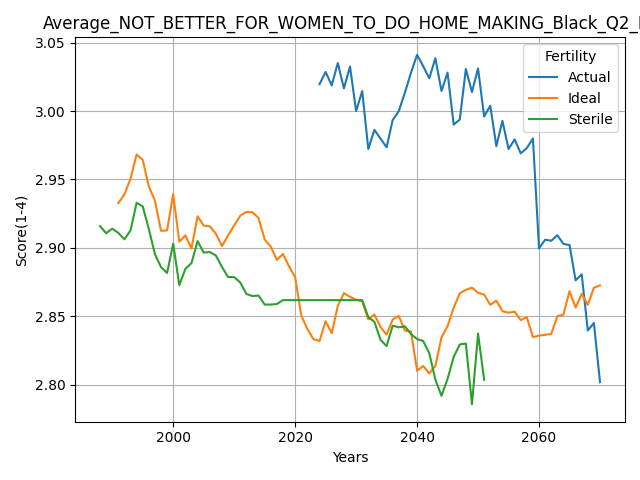 Average_NOT_BETTER_FOR_WOMEN_TO_DO_HOME_MAKING_Black_Q2_
Fertility
Actual
Ideal
Sterile
Score(1-4)
3.05
3.00
2.95
2.90
2.85
2.80
2000
2020
2040
2060
Years